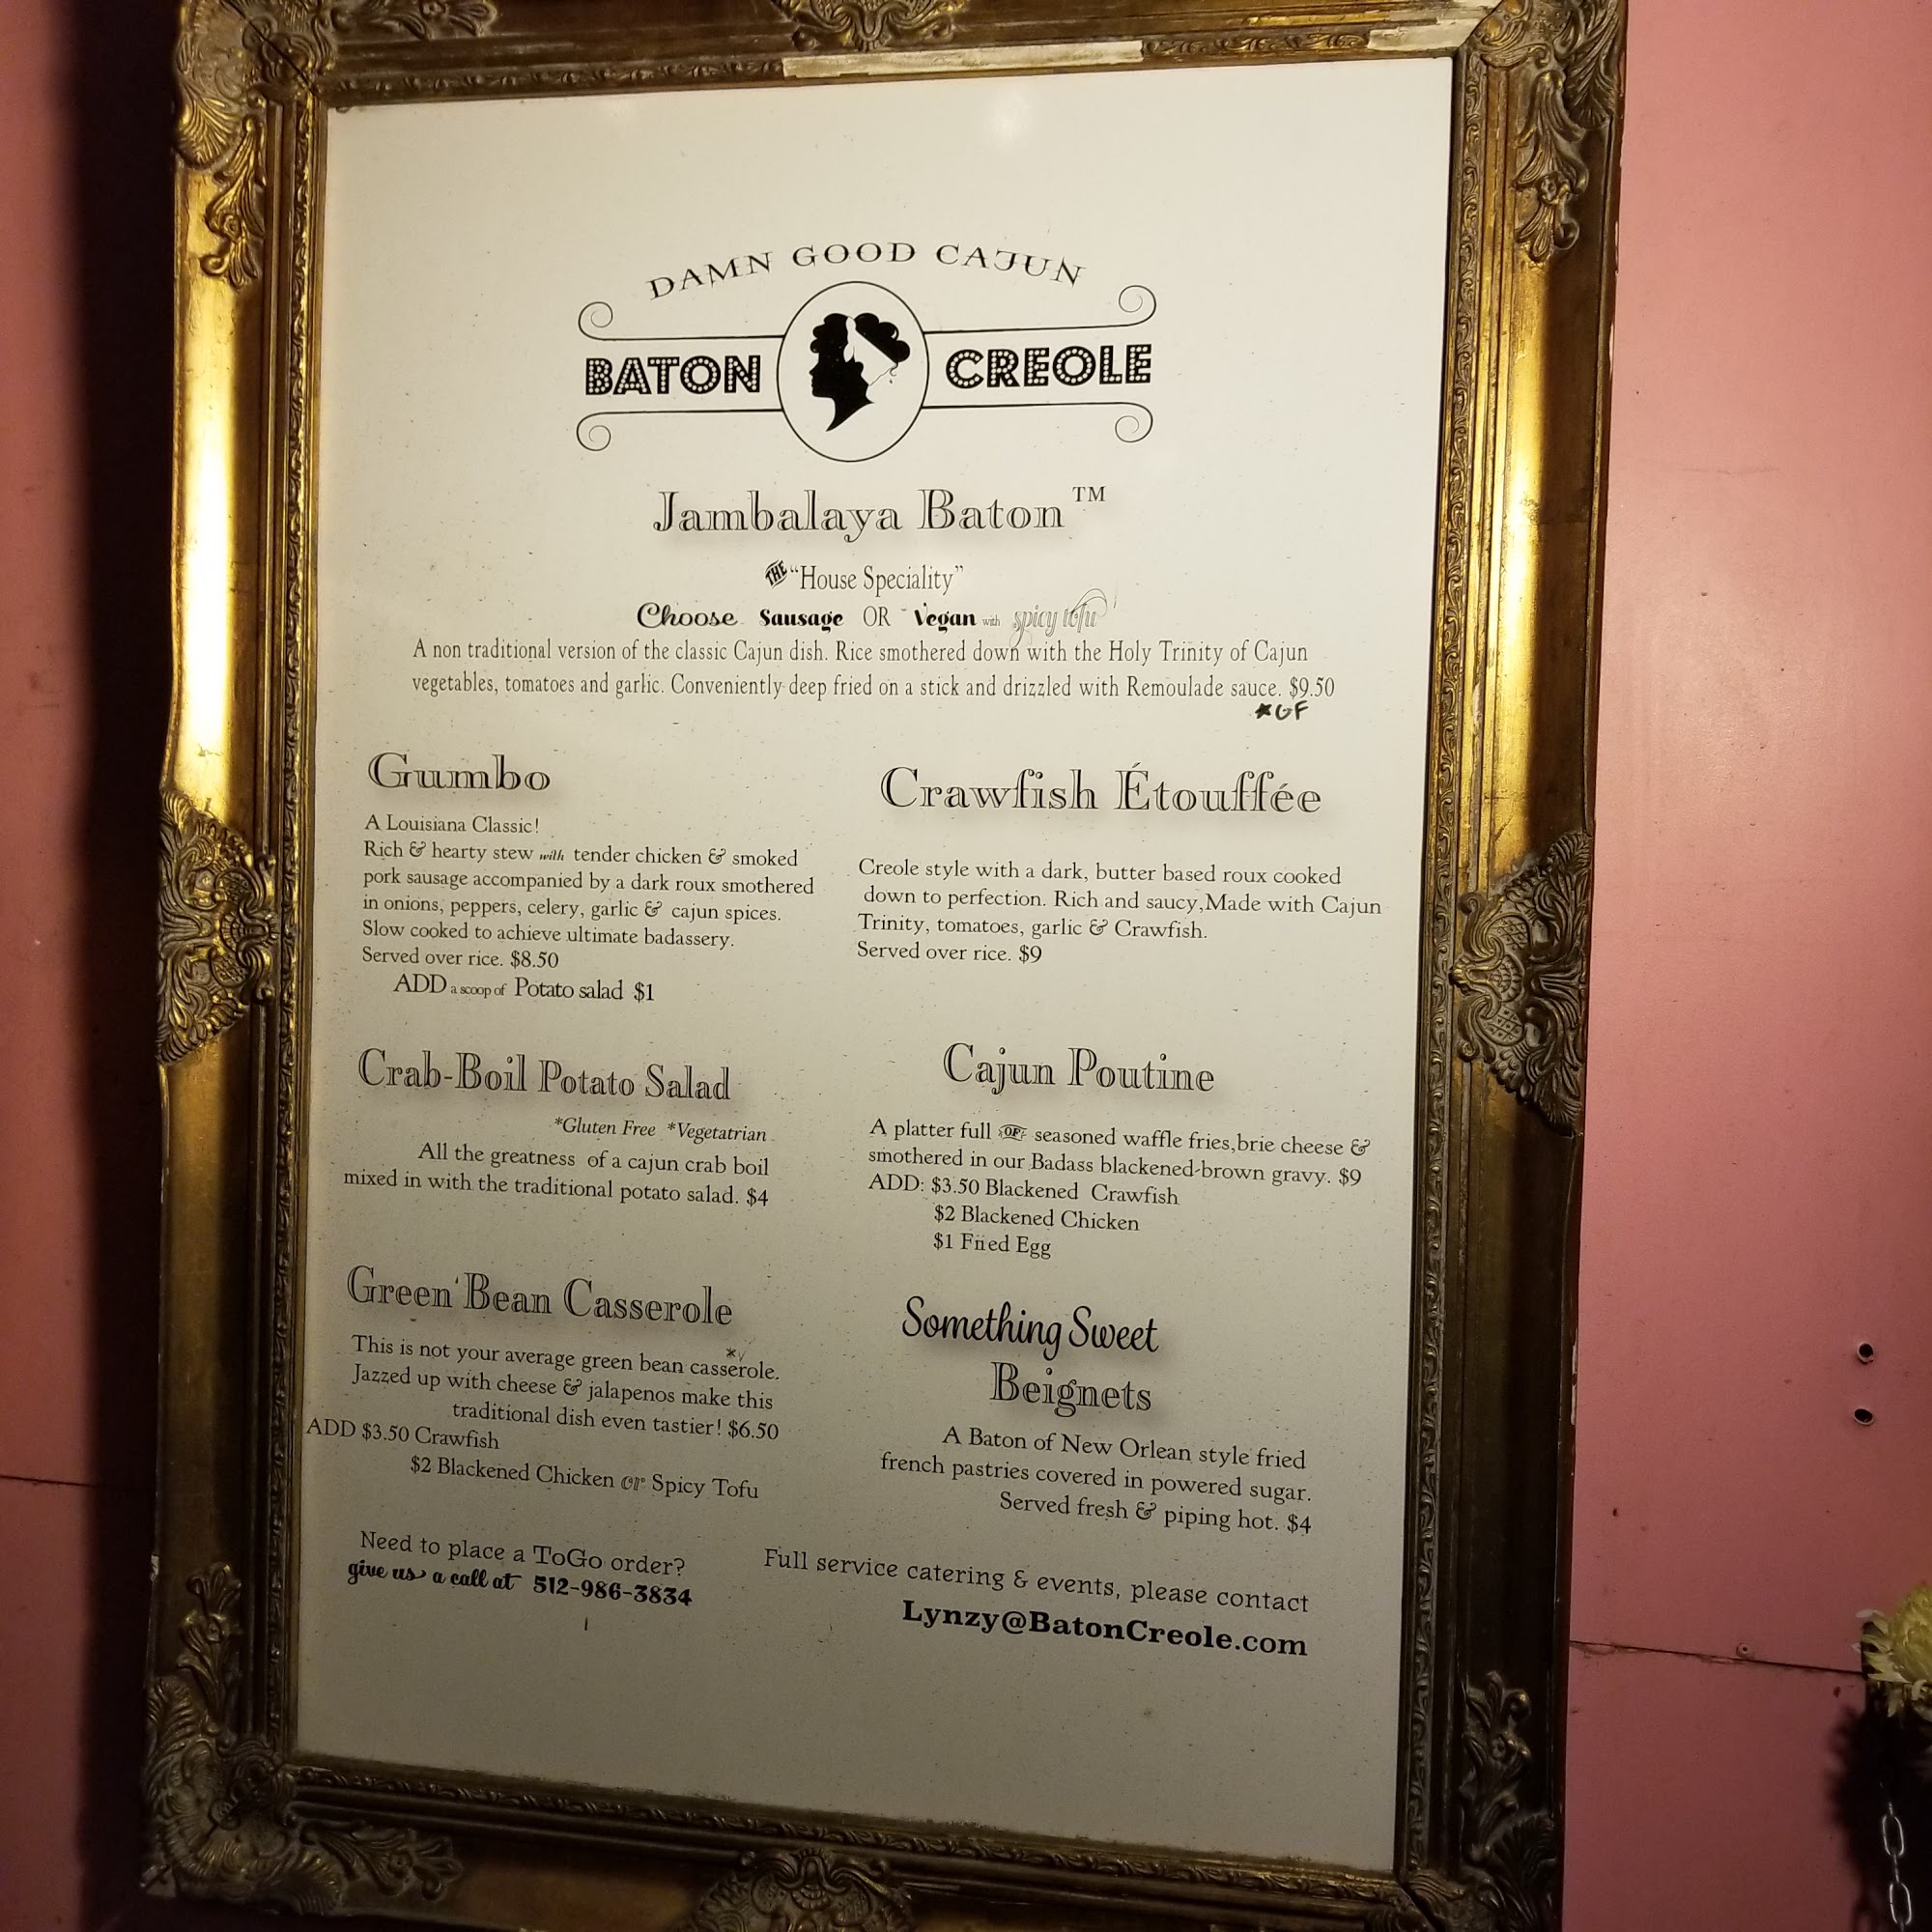 DAMN GOOD CAJUN
BATON CREOLE
Jambalaya Baton™
THE "House Speciality"
Choose Sausage OR Vegan with spicy tofu
A non traditional version of the classic Cajun dish. Rice smothered down with the Holy Trinity of Cajun
vegetables, tomatoes and garlic. Conveniently deep fried on a stick and drizzled with Remoulade sauce. $9.50
*GF
Gumbo
A Louisiana Classic!
Rich & hearty stew with tender chicken & smoked
pork sausage accompanied by a dark roux smothered
in onions, peppers, celery, garlic & cajun spices.
Slow cooked to achieve ultimate badassery.
Served over rice. $8.50
ADD a scoop of Potato salad $1
Crawfish Étouffée
Creole style with a dark, butter based roux cooked
down to perfection. Rich and saucy,Made with Cajun
Trinity, tomatoes, garlic & Crawfish.
Served over rice. $9
Crab-Boil Potato Salad
*Gluten Free *Vegetatrian
All the greatness of a cajun crab boil
mixed in with the traditional potato salad. $4
Cajun Poutine
A platter full OF seasoned waffle fries,brie cheese &
smothered in our Badass blackened-brown gravy. $9
ADD: $3.50 Blackened Crawfish
$2 Blackened Chicken
$1 Fried Egg
Green Bean Casserole
*V
This is not your average green bean casserole.
Jazzed up with cheese & jalapenos make this
traditional dish even tastier! $6.50
ADD $3.50 Crawfish
$2 Blackened Chicken or Spicy Tofu
Something Sweet
Beignets
A Baton of New Orlean style fried
french pastries covered in powered sugar.
Served fresh & piping hot. $4
Need to place a ToGo order?
give us a call at 512-986-3834
Full service catering & events, please contact
Lynzy@BatonCreole.com